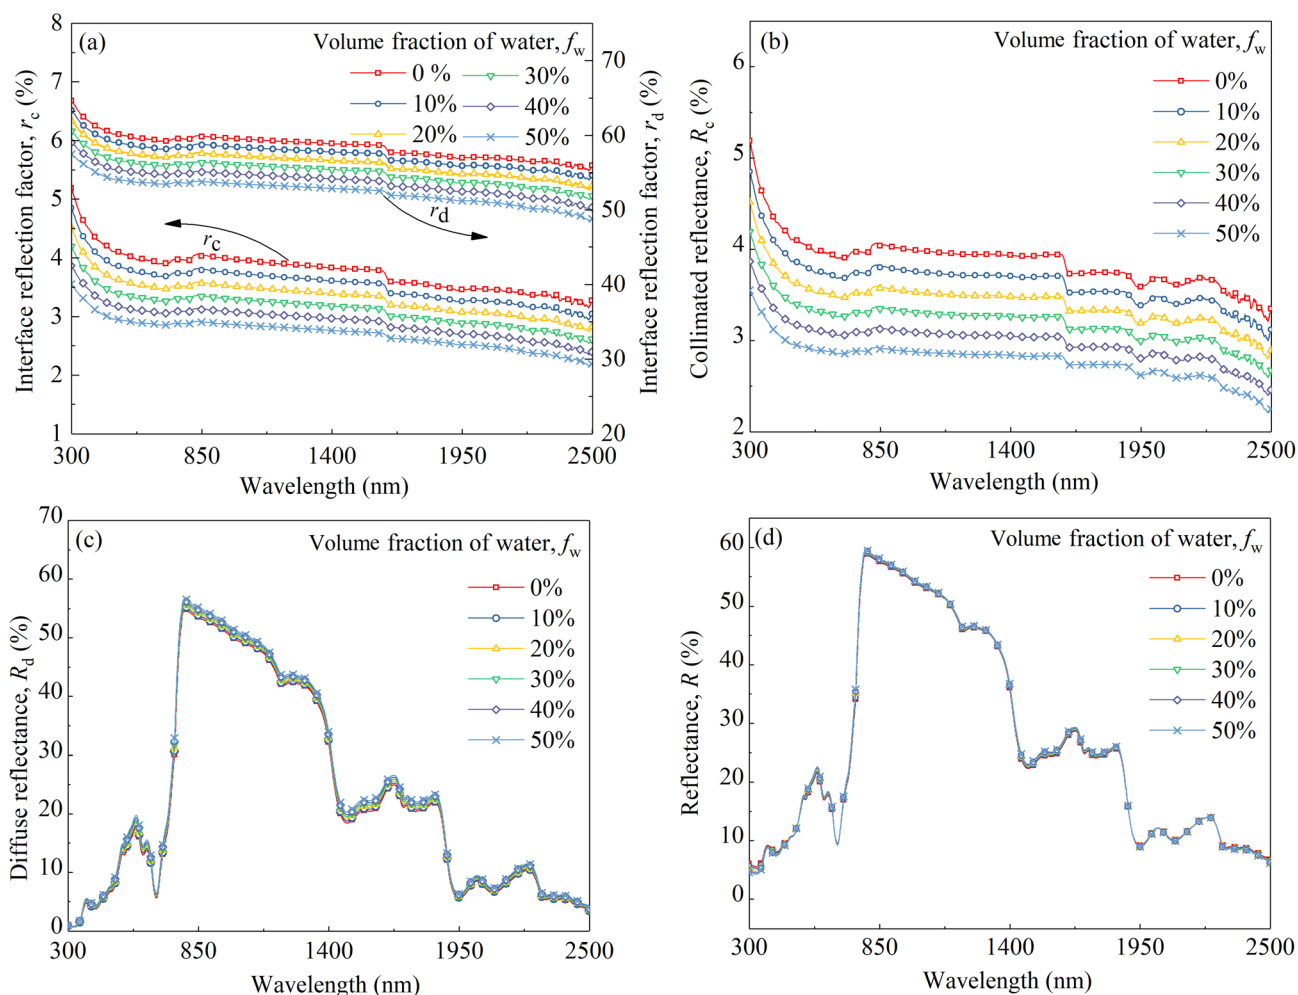 (a)
Volume fraction of water, fw
0 %
10%
20%
30%
40%
50%
rc
rd
8
7
6
5
4
3
2
1
70
60
50
40
30
20
300 850 1400 1950 2500
Wavelength (nm)
Interface reflection factor, rc (%)
Interface reflection factor, rd (%)
(b)
Volume fraction of water, fw
0%
10%
20%
30%
40%
50%
6
5
4
3
2
300 850 1400 1950 2500
Wavelength (nm)
Collimated reflectance, Rc (%)
(c)
Volume fraction of water, fw
0%
10%
20%
30%
40%
50%
70
60
50
40
30
20
10
0
300 850 1400 1950 2500
Wavelength (nm)
Diffuse reflectance, Rd (%)
(d)
Volume fraction of water, fw
0%
10%
20%
30%
40%
50%
60
50
40
30
20
10
0
300 850 1400 1950 2500
Wavelength (nm)
Reflectance, R (%)